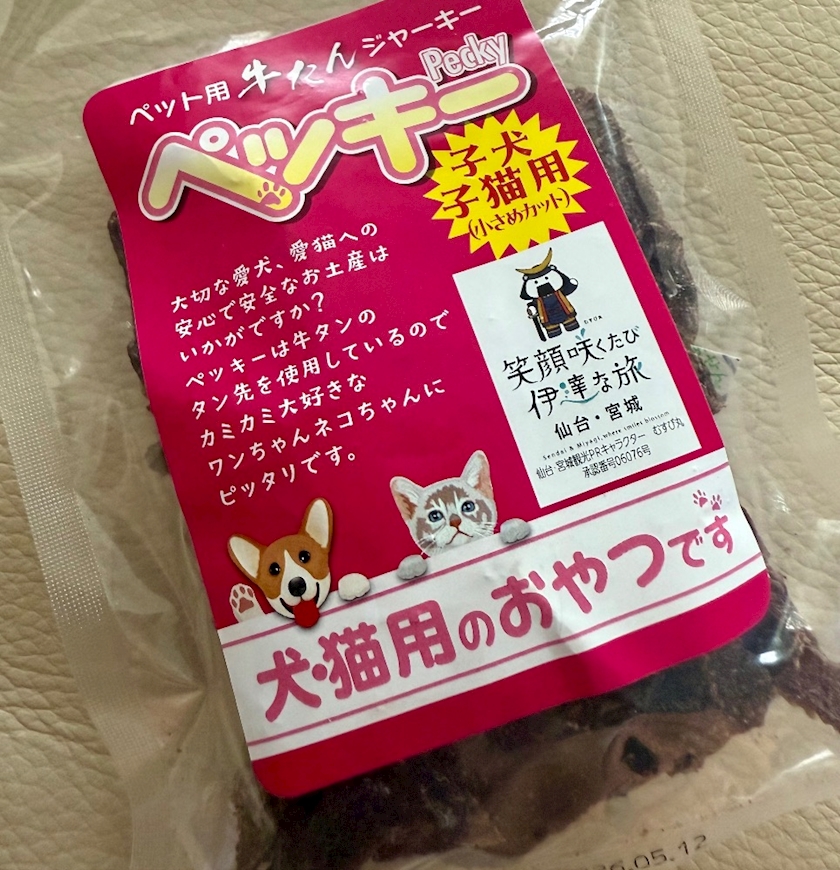 ペット用 牛たん ジャーキー
Pecky
ペッキー
子犬
子猫用
(小さめカット)
大切な愛犬、愛猫への
安心で安全なお土産は
いかがですか?
ペッキーは牛タンの
タン先を使用しているので
カミカミ大好きな
ワンちゃんネコちゃんに
ピッタリです。
むすび丸
笑顔咲くたび
伊達な旅
仙台・宮城
Sendai & Miyagi, where smiles blossom
仙台・宮城観光PRキャラクター むすび丸
承認番号06076号
犬・猫用のおやつです
6.05.12